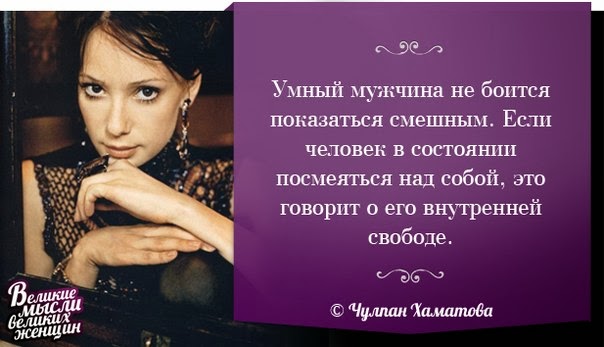 Умный мужчина не боится
показаться смешным. Если
человек в состоянии
посмеяться над собой, это
говорит о его внутренней
свободе.
© Чулпан Хаматова
Великие
мысли
великих
женщин